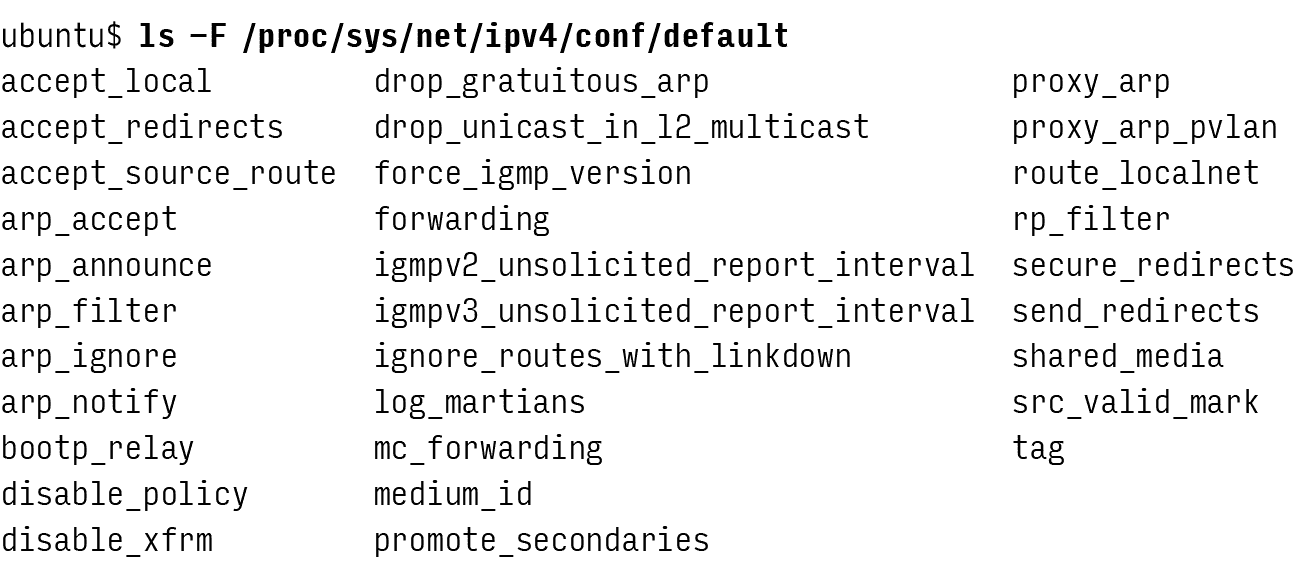 ubuntu$ ls -F /proc/sys/net/ipv4/conf/default
accept_local drop_gratuitous_arp proxy_arp
accept_redirects drop_unicast_in_l2_multicast proxy_arp_pvlan
accept_source_route force_igmp_version route_localnet
arp_accept forwarding rp_filter
arp_announce igmpv2_unsolicited_report_interval secure_redirects
arp_filter igmpv3_unsolicited_report_interval send_redirects
arp_ignore ignore_routes_with_linkdown shared_media
arp_notify log_martians src_valid_mark
bootp_relay mc_forwarding tag
disable_policy medium_id
disable_xfrm promote_secondaries